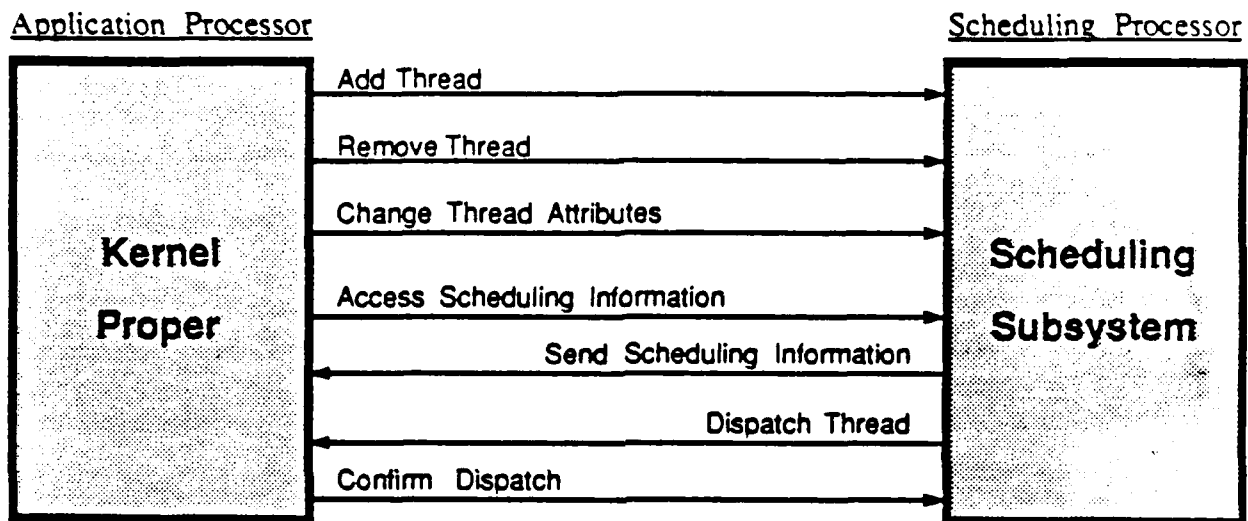 Application Processor
Scheduling Processor
Add Thread
Remove Thread
Change Thread Attributes
Kernel
Proper
Access Scheduling Information
Scheduling
Subsystem
Send Scheduling Information
Dispatch Thread
Confirm Dispatch